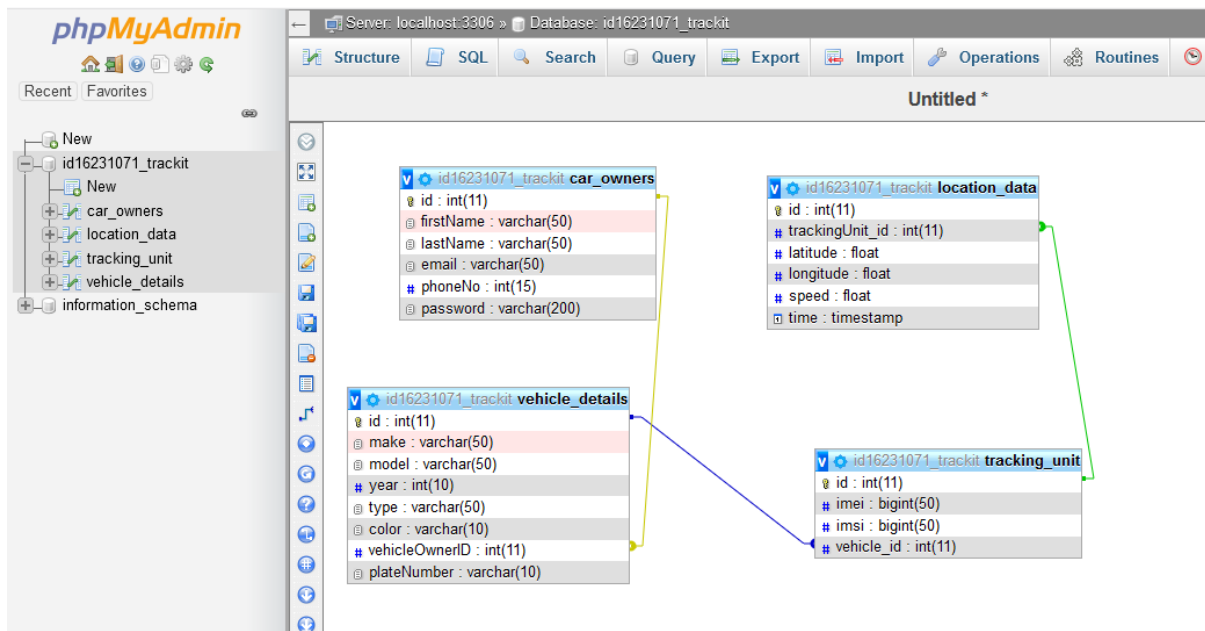 phpMyAdmin
Recent Favorites
New
id16231071_trackit
New
car_owners
location_data
tracking_unit
vehicle_details
information_schema
Server: localhost:3306 » Database: id16231071_trackit
Structure SQL Search Query Export Import Operations Routines
Untitled *
V id16231071_trackit car_owners
id : int(11)
firstName : varchar(50)
lastName : varchar(50)
email : varchar(50)
# phoneNo : int(15)
password : varchar(200)
V id16231071_trackit location_data
id : int(11)
# trackingUnit_id : int(11)
# latitude : float
# longitude : float
# speed : float
time : timestamp
V id16231071_trackit vehicle_details
id : int(11)
make : varchar(50)
model : varchar(50)
# year : int(10)
type : varchar(50)
color : varchar(10)
# vehicleOwnerID : int(11)
plateNumber : varchar(10)
V id16231071_trackit tracking_unit
id : int(11)
# imei : bigint(50)
# imsi : bigint(50)
# vehicle_id : int(11)